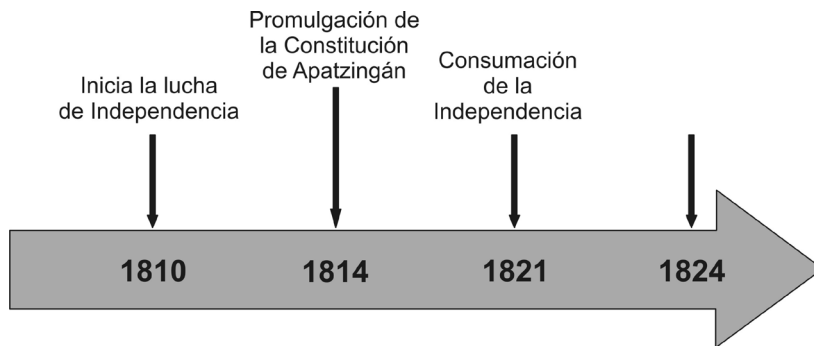 Inicia la lucha
de Independencia
Promulgación de
la Constitución
de Apatzingán
Consumación
de la
Independencia
1810
1814
1821
1824